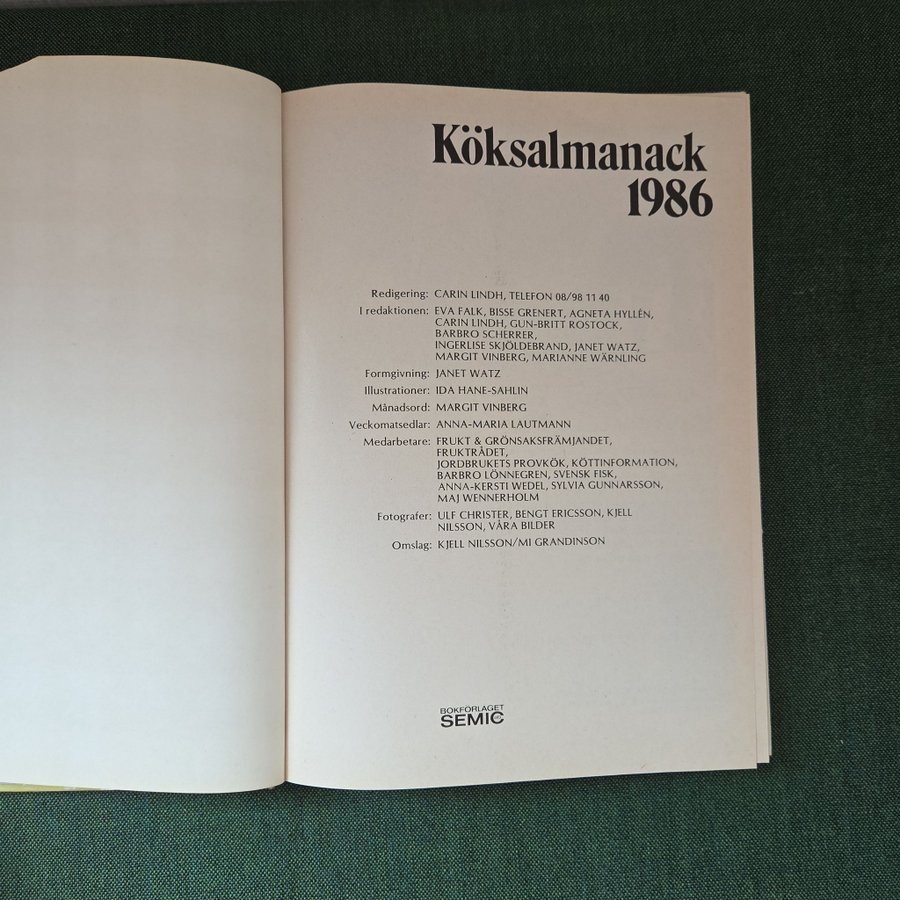 Köksalmanack
1986
Redigering: CARIN LINDH, TELEFON 08/98 11 40
I redaktionen: EVA FALK, BISSE GRENERT, AGNETA HYLLÉN,
CARIN LINDH, GUN-BRITT ROSTOCK,
BARBRO SCHERRER,
INGERLISE SKJÖLDEBRAND, JANET WATZ,
MARGIT VINBERG, MARIANNE WÄRNLING
Formgivning: JANET WATZ
Illustrationer: IDA HANE-SAHLIN
Månadsord: MARGIT VINBERG
Veckomatsedlar: ANNA-MARIA LAUTMANN
Medarbetare: FRUKT & GRÖNSAKSFRÄMJANDET,
FRUKTRÅDET,
JORDBRUKETS PROVKÖK, KÖTTINFORMATION,
BARBRO LÖNNEGREN, SVENSK FISK,
ANNA-KERSTI WEDEL, SYLVIA GUNNARSSON,
MAJ WENNERHOLM
Fotografer: ULF CHRISTER, BENGT ERICSSON, KJELL
NILSSON, VÅRA BILDER
Omslag: KJELL NILSSON/MI GRANDINSON
BOKFÖRLAGET
SEMIC